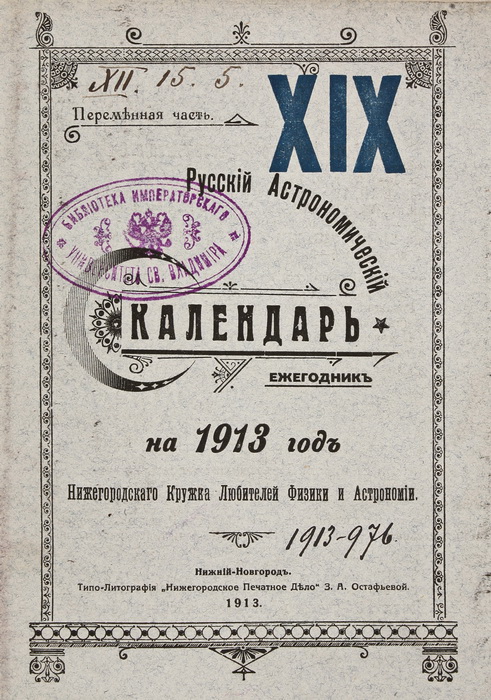 XII. 15. 5.
XIX
Перемѣнная часть.
Русскій Астрономическій
БИБЛІОТЕКА ИМПЕРАТОРСКАГО
УНИВЕРСИТЕТА СВ. ВЛАДИМІРА
КАЛЕНДАРЬ
ЕЖЕГОДНИКЪ
на 1913 годъ
Нижегородскаго Кружка Любителей Физики и Астрономіи.
1913-976.
Нижній-Новгородъ.
Типо-Литографія „Нижегородское Печатное Дѣло" З. А. Остафьевой.
1913.